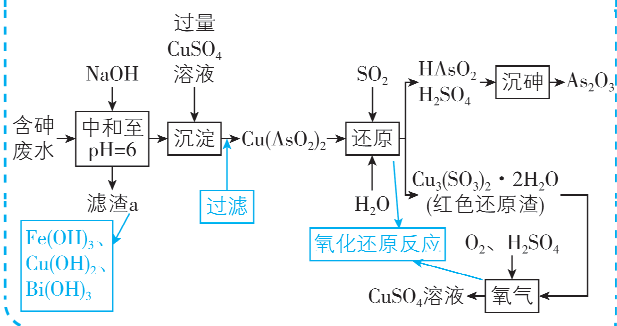 过量
CuSO₄
溶液
NaOH
SO₂
HAsO₂
H₂SO₄
沉砷
As₂O₃
含砷
废水
中和至
pH=6
沉淀
Cu(AsO₂)₂
还原
滤渣a
过滤
H₂O
Cu₃(SO₃)₂·2H₂O
(红色还原渣)
Fe(OH)₃、
Cu(OH)₂、
Bi(OH)₃
氧化还原反应
O₂、H₂SO₄
CuSO₄溶液
氧气